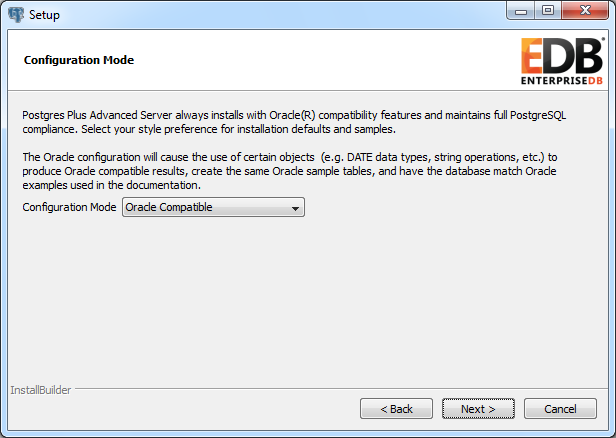 Setup
Configuration Mode
EDB
ENTERPRISEDB
Postgres Plus Advanced Server always installs with Oracle(R) compatibility features and maintains full PostgreSQL
compliance. Select your style preference for installation defaults and samples.
The Oracle configuration will cause the use of certain objects  (e.g. DATE data types, string operations, etc.) to
produce Oracle compatible results, create the same Oracle sample tables, and have the database match Oracle
examples used in the documentation.
Configuration Mode Oracle Compatible
InstallBuilder
< Back Next > Cancel